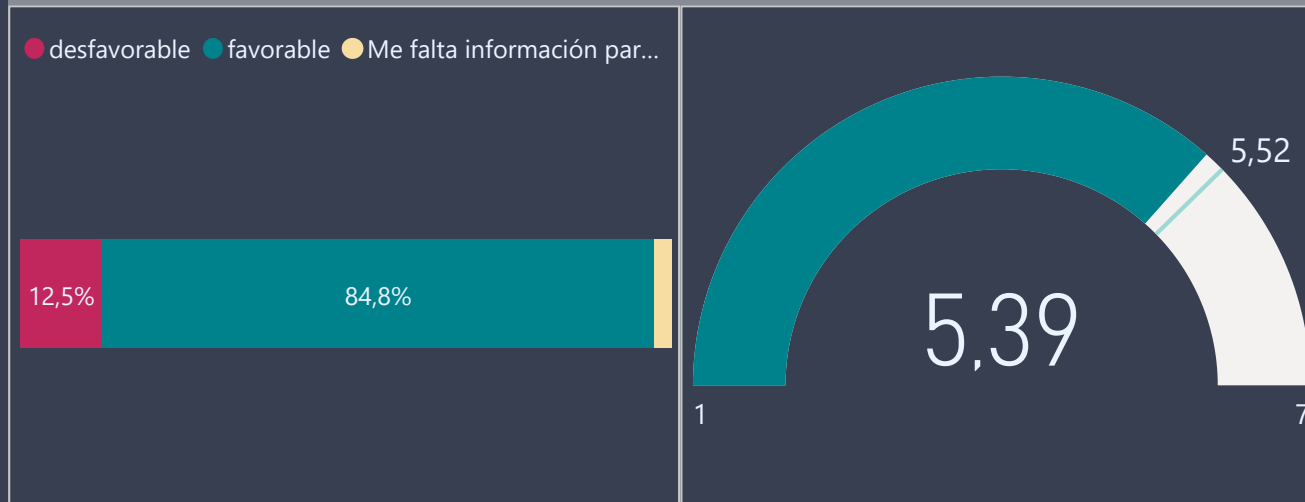 desfavorable favorable Me falta información par...
12,5% 84,8%
5,52
5,39
1 7